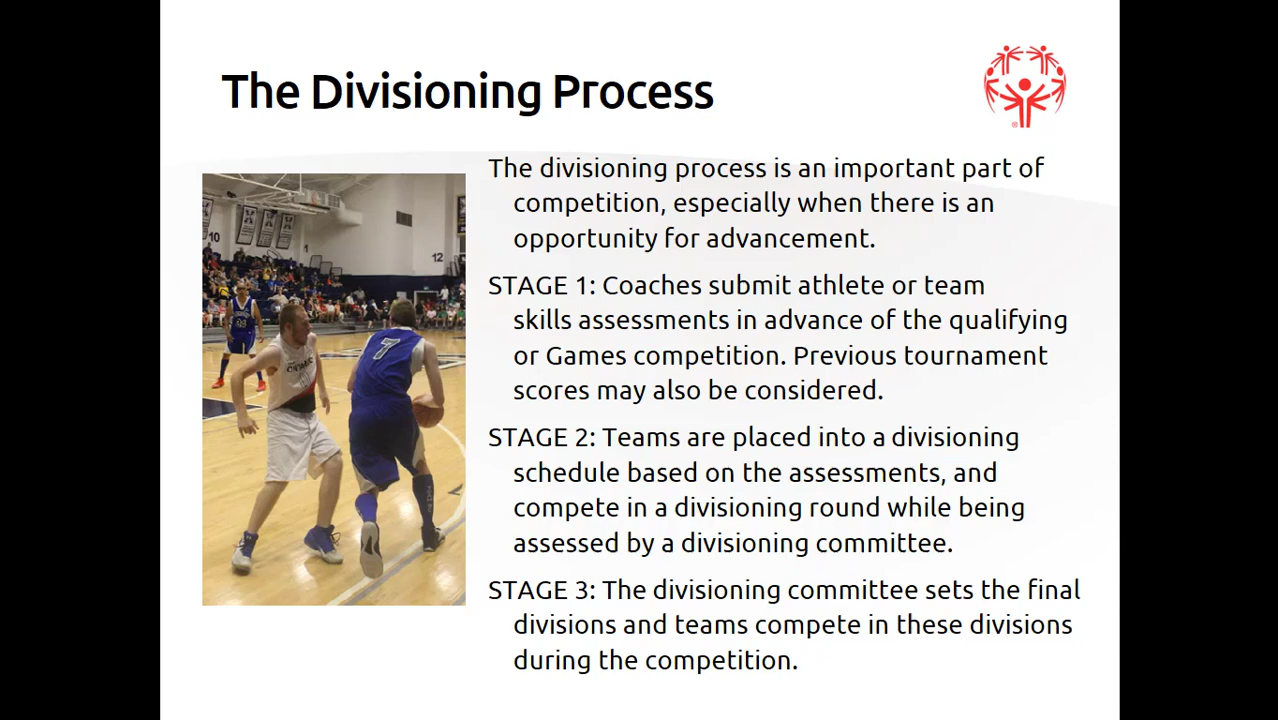 The Divisioning Process
The divisioning process is an important part of
competition, especially when there is an
opportunity for advancement.
STAGE 1: Coaches submit athlete or team
skills assessments in advance of the qualifying
or Games competition. Previous tournament
scores may also be considered.
STAGE 2: Teams are placed into a divisioning
schedule based on the assessments, and
compete in a divisioning round while being
assessed by a divisioning committee.
STAGE 3: The divisioning committee sets the final
divisions and teams compete in these divisions
during the competition.
10
12
7
®